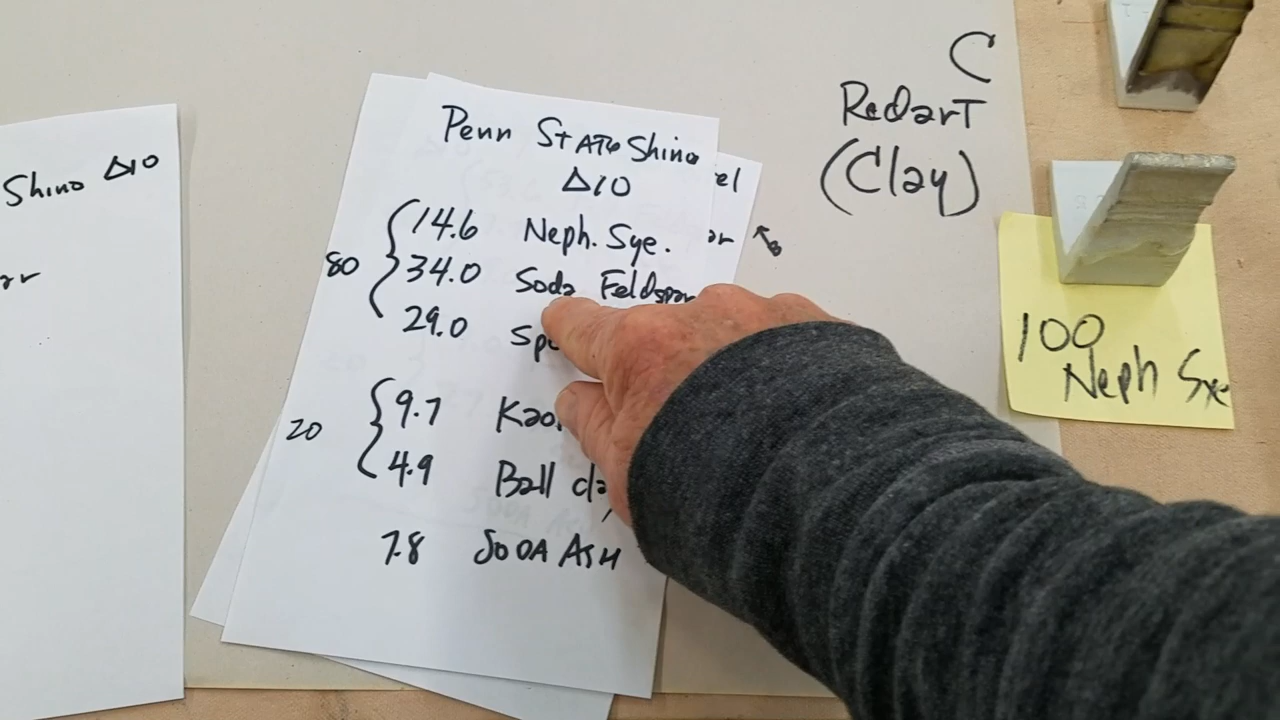 Shino Δ10
Penn State Shino
Δ10
80
14.6 Neph. Sye.
34.0 Soda Feldspar
29.0
20
9.7
4.9 Ball
7.8 SODA ASH
C
Redart
(Clay)
100
Neph Sye